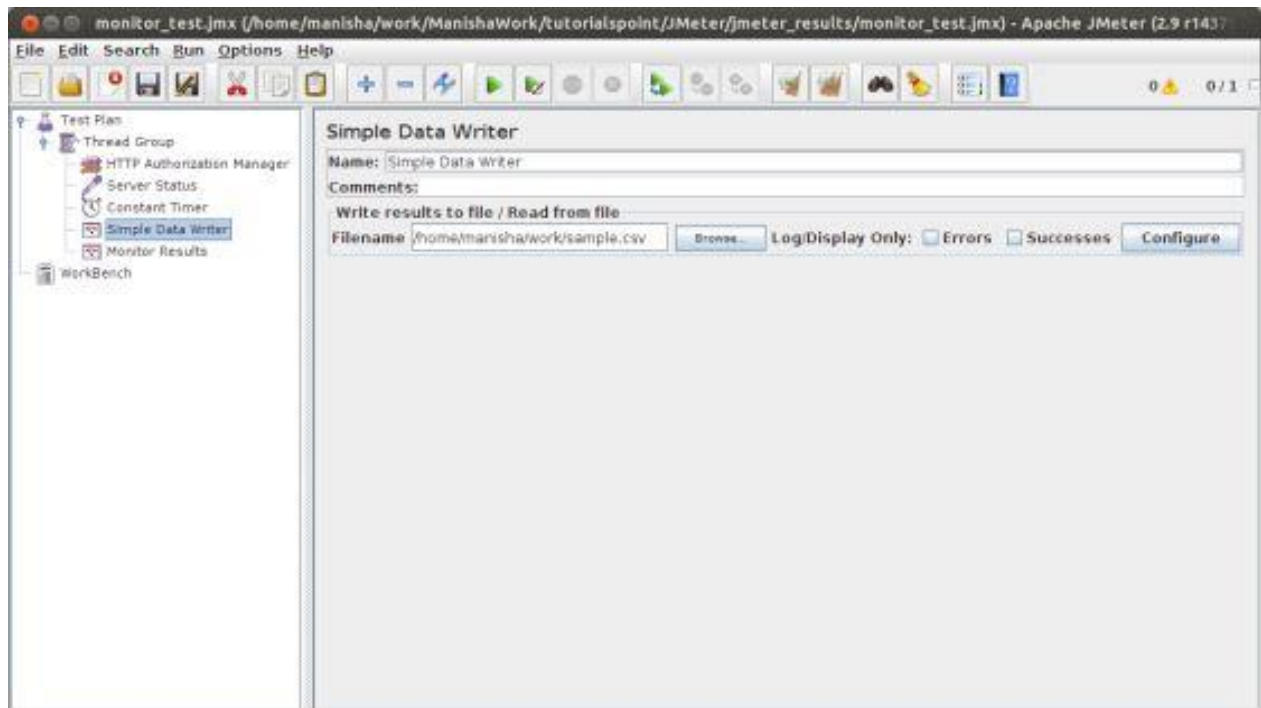 monitor_test.jmx (/home/manisha/work/ManishaWork/tutorialspoint/JMeter/jmeter_results/monitor_test.jmx) - Apache JMeter (2.9 r1437
File Edit Search Run Options Help
0 0/1
Test Plan
Thread Group
HTTP Authorization Manager
Server Status
Constant Timer
Simple Data Writer
Monitor Results
WorkBench
Simple Data Writer
Name: Simple Data Writer
Comments:
Write results to file / Read from file
Filename /home/manisha/work/sample.csv Browse... Log/Display Only: Errors Successes Configure